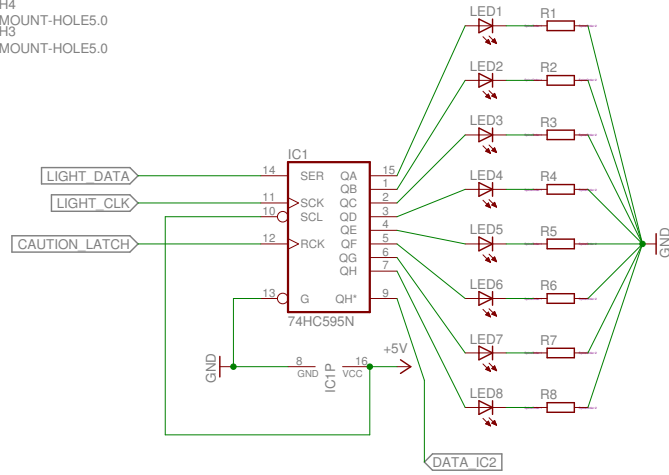 H4
MOUNT-HOLE5.0
H3
MOUNT-HOLE5.0
LED1 R1
LED2 R2
LED3 R3
LED4 R4
LED5 R5
LED6 R6
LED7 R7
LED8 R8
GND
IC1
LIGHT_DATA 14 SER QA 15
QB 1
LIGHT_CLK 11 SCK QC 2
10 SCL QD 3
QE 4
CAUTION_LATCH 12 RCK QF 5
QG 6
QH 7
13 G QH* 9
74HC595N
GND
8 GND IC1P VCC 16 +5V
DATA_IC2